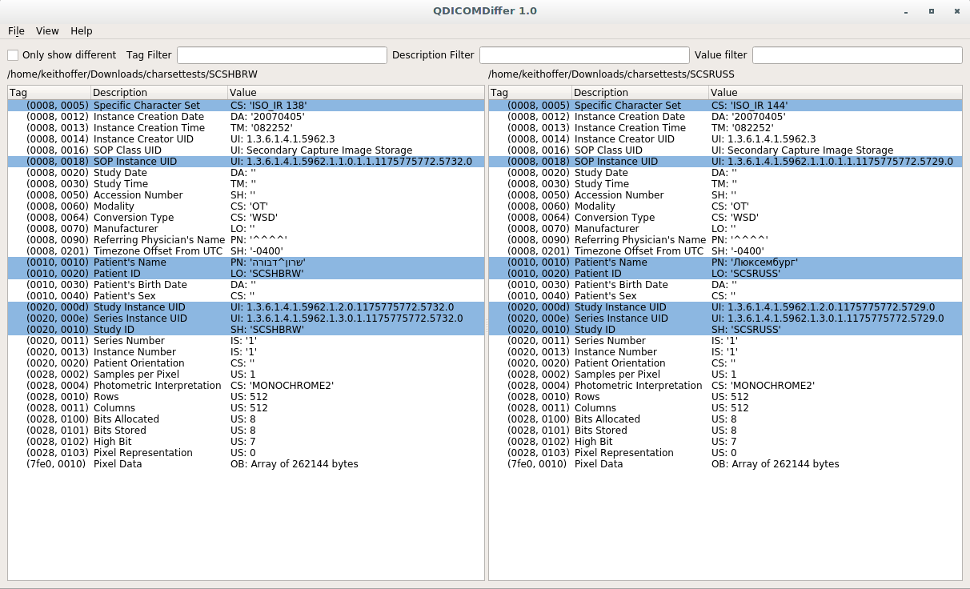 QDICOMDiffer 1.0
File View Help
Only show different Tag Filter Description Filter Value filter
/home/keithoffer/Downloads/charsettests/SCSHBRW
Tag Description Value
(0008, 0005) Specific Character Set CS: 'ISO_IR 138'
(0008, 0012) Instance Creation Date DA: '20070405'
(0008, 0013) Instance Creation Time TM: '082252'
(0008, 0014) Instance Creator UID UI: 1.3.6.1.4.1.5962.3
(0008, 0016) SOP Class UID UI: Secondary Capture Image Storage
(0008, 0018) SOP Instance UID UI: 1.3.6.1.4.1.5962.1.1.0.1.1.1175775772.5732.0
(0008, 0020) Study Date DA: ''
(0008, 0030) Study Time TM: ''
(0008, 0050) Accession Number SH: ''
(0008, 0060) Modality CS: 'OT'
(0008, 0064) Conversion Type CS: 'WSD'
(0008, 0070) Manufacturer LO: ''
(0008, 0090) Referring Physician's Name PN: '^^^^'
(0008, 0201) Timezone Offset From UTC SH: '-0400'
(0010, 0010) Patient's Name PN: 'שרון^דבורה'
(0010, 0020) Patient ID LO: 'SCSHBRW'
(0010, 0030) Patient's Birth Date DA: ''
(0010, 0040) Patient's Sex CS: ''
(0020, 000d) Study Instance UID UI: 1.3.6.1.4.1.5962.1.2.0.1175775772.5732.0
(0020, 000e) Series Instance UID UI: 1.3.6.1.4.1.5962.1.3.0.1.1175775772.5732.0
(0020, 0010) Study ID SH: 'SCSHBRW'
(0020, 0011) Series Number IS: '1'
(0020, 0013) Instance Number IS: '1'
(0020, 0020) Patient Orientation CS: ''
(0028, 0002) Samples per Pixel US: 1
(0028, 0004) Photometric Interpretation CS: 'MONOCHROME2'
(0028, 0010) Rows US: 512
(0028, 0011) Columns US: 512
(0028, 0100) Bits Allocated US: 8
(0028, 0101) Bits Stored US: 8
(0028, 0102) High Bit US: 7
(0028, 0103) Pixel Representation US: 0
(7fe0, 0010) Pixel Data OB: Array of 262144 bytes
/home/keithoffer/Downloads/charsettests/SCSRUSS
Tag Description Value
(0008, 0005) Specific Character Set CS: 'ISO_IR 144'
(0008, 0012) Instance Creation Date DA: '20070405'
(0008, 0013) Instance Creation Time TM: '082252'
(0008, 0014) Instance Creator UID UI: 1.3.6.1.4.1.5962.3
(0008, 0016) SOP Class UID UI: Secondary Capture Image Storage
(0008, 0018) SOP Instance UID UI: 1.3.6.1.4.1.5962.1.1.0.1.1.1175775772.5729.0
(0008, 0020) Study Date DA: ''
(0008, 0030) Study Time TM: ''
(0008, 0050) Accession Number SH: ''
(0008, 0060) Modality CS: 'OT'
(0008, 0064) Conversion Type CS: 'WSD'
(0008, 0070) Manufacturer LO: ''
(0008, 0090) Referring Physician's Name PN: '^^^^'
(0008, 0201) Timezone Offset From UTC SH: '-0400'
(0010, 0010) Patient's Name PN: 'Люксембург'
(0010, 0020) Patient ID LO: 'SCSRUSS'
(0010, 0030) Patient's Birth Date DA: ''
(0010, 0040) Patient's Sex CS: ''
(0020, 000d) Study Instance UID UI: 1.3.6.1.4.1.5962.1.2.0.1175775772.5729.0
(0020, 000e) Series Instance UID UI: 1.3.6.1.4.1.5962.1.3.0.1.1175775772.5729.0
(0020, 0010) Study ID SH: 'SCSRUSS'
(0020, 0011) Series Number IS: '1'
(0020, 0013) Instance Number IS: '1'
(0020, 0020) Patient Orientation CS: ''
(0028, 0002) Samples per Pixel US: 1
(0028, 0004) Photometric Interpretation CS: 'MONOCHROME2'
(0028, 0010) Rows US: 512
(0028, 0011) Columns US: 512
(0028, 0100) Bits Allocated US: 8
(0028, 0101) Bits Stored US: 8
(0028, 0102) High Bit US: 7
(0028, 0103) Pixel Representation US: 0
(7fe0, 0010) Pixel Data OB: Array of 262144 bytes